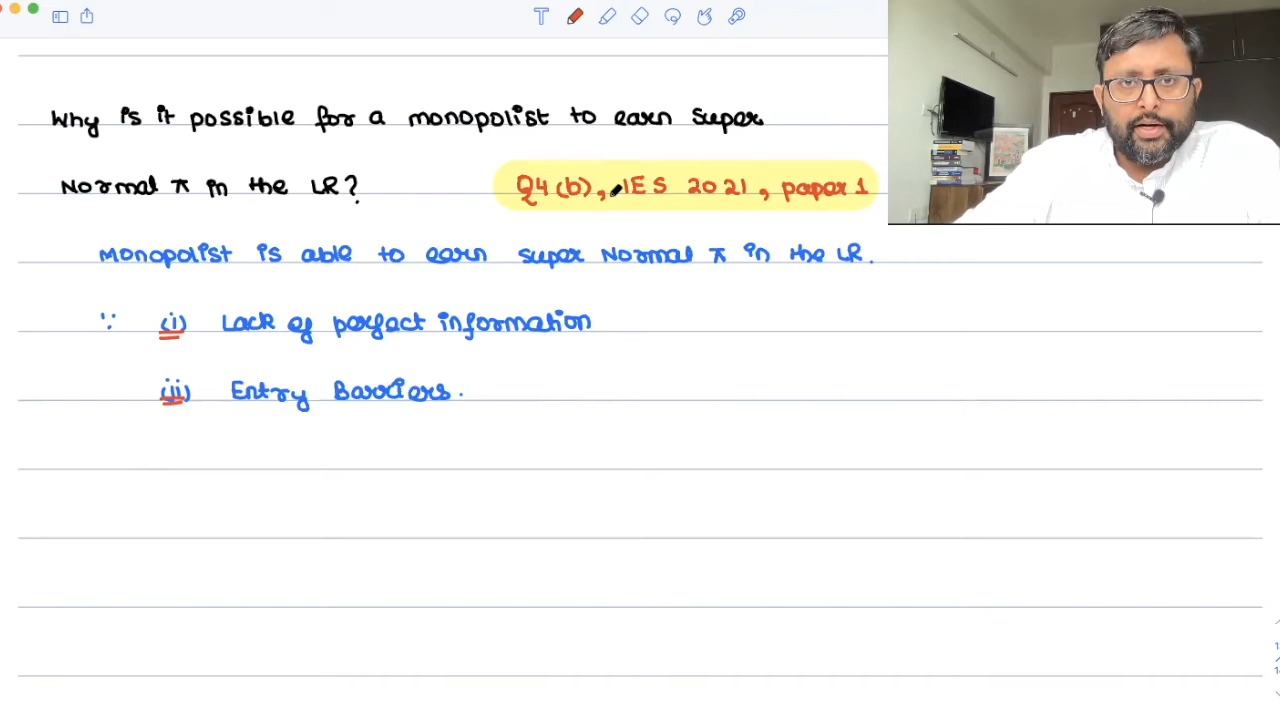 Why is it possible for a monopolist to earn super
Normal π in the LR?
Q4 (b), IES 2021, paper 1
Monopolist is able to earn super Normal π in the LR.
∵ (i) Lack of perfect information
(ii) Entry Barriers.